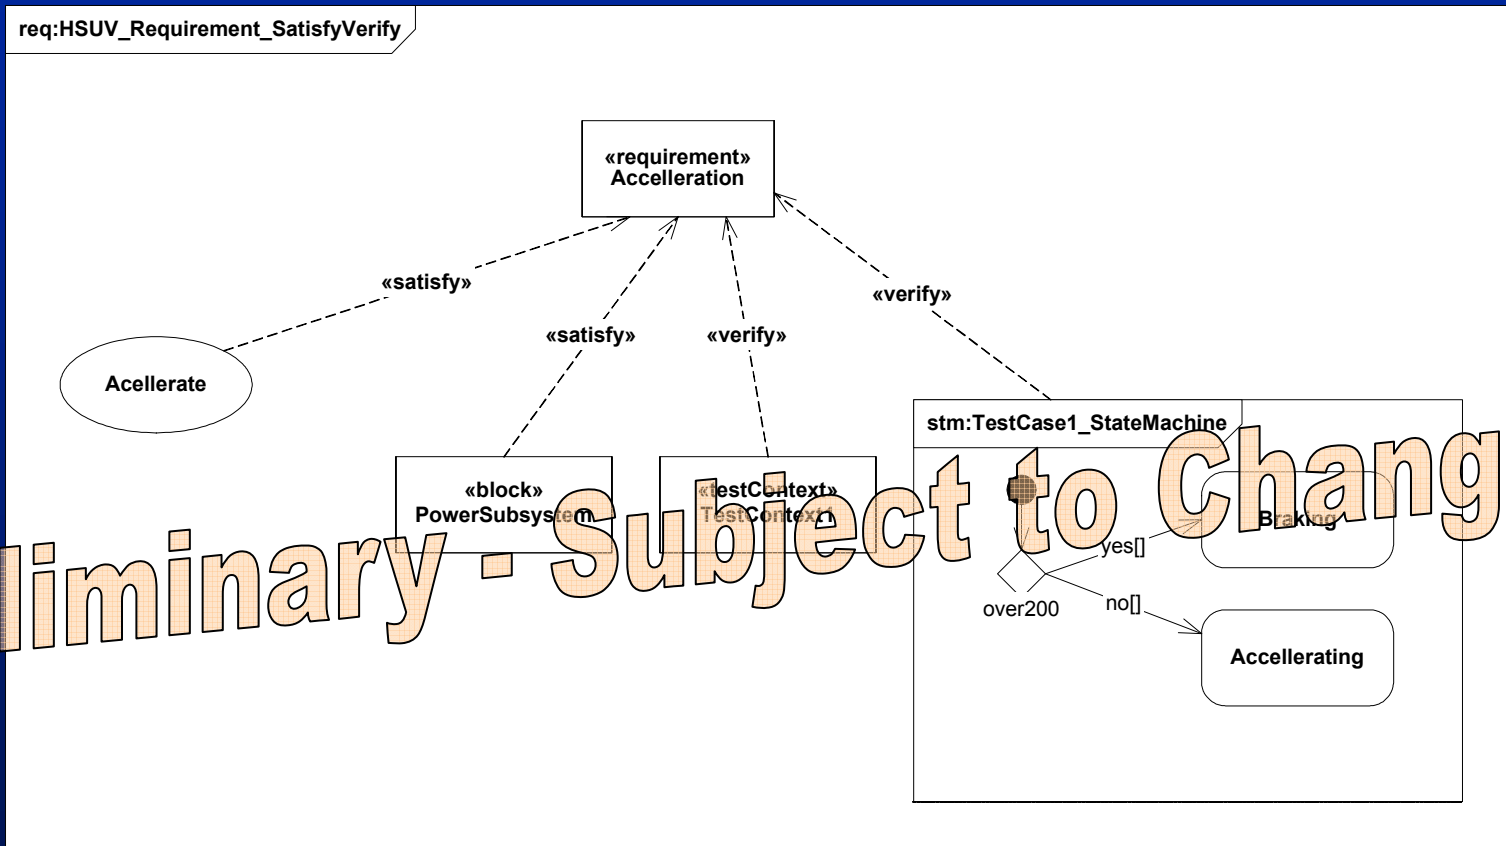 req:HSUV_Requirement_SatisfyVerify
«requirement»
Accelleration
«satisfy»
«satisfy»
«verify»
«verify»
Acellerate
«block»
PowerSubsystem
«testContext»
TestContext1
stm:TestCase1_StateMachine
Braking
yes[]
over200
no[]
Accellerating
liminary - Subject to Chang